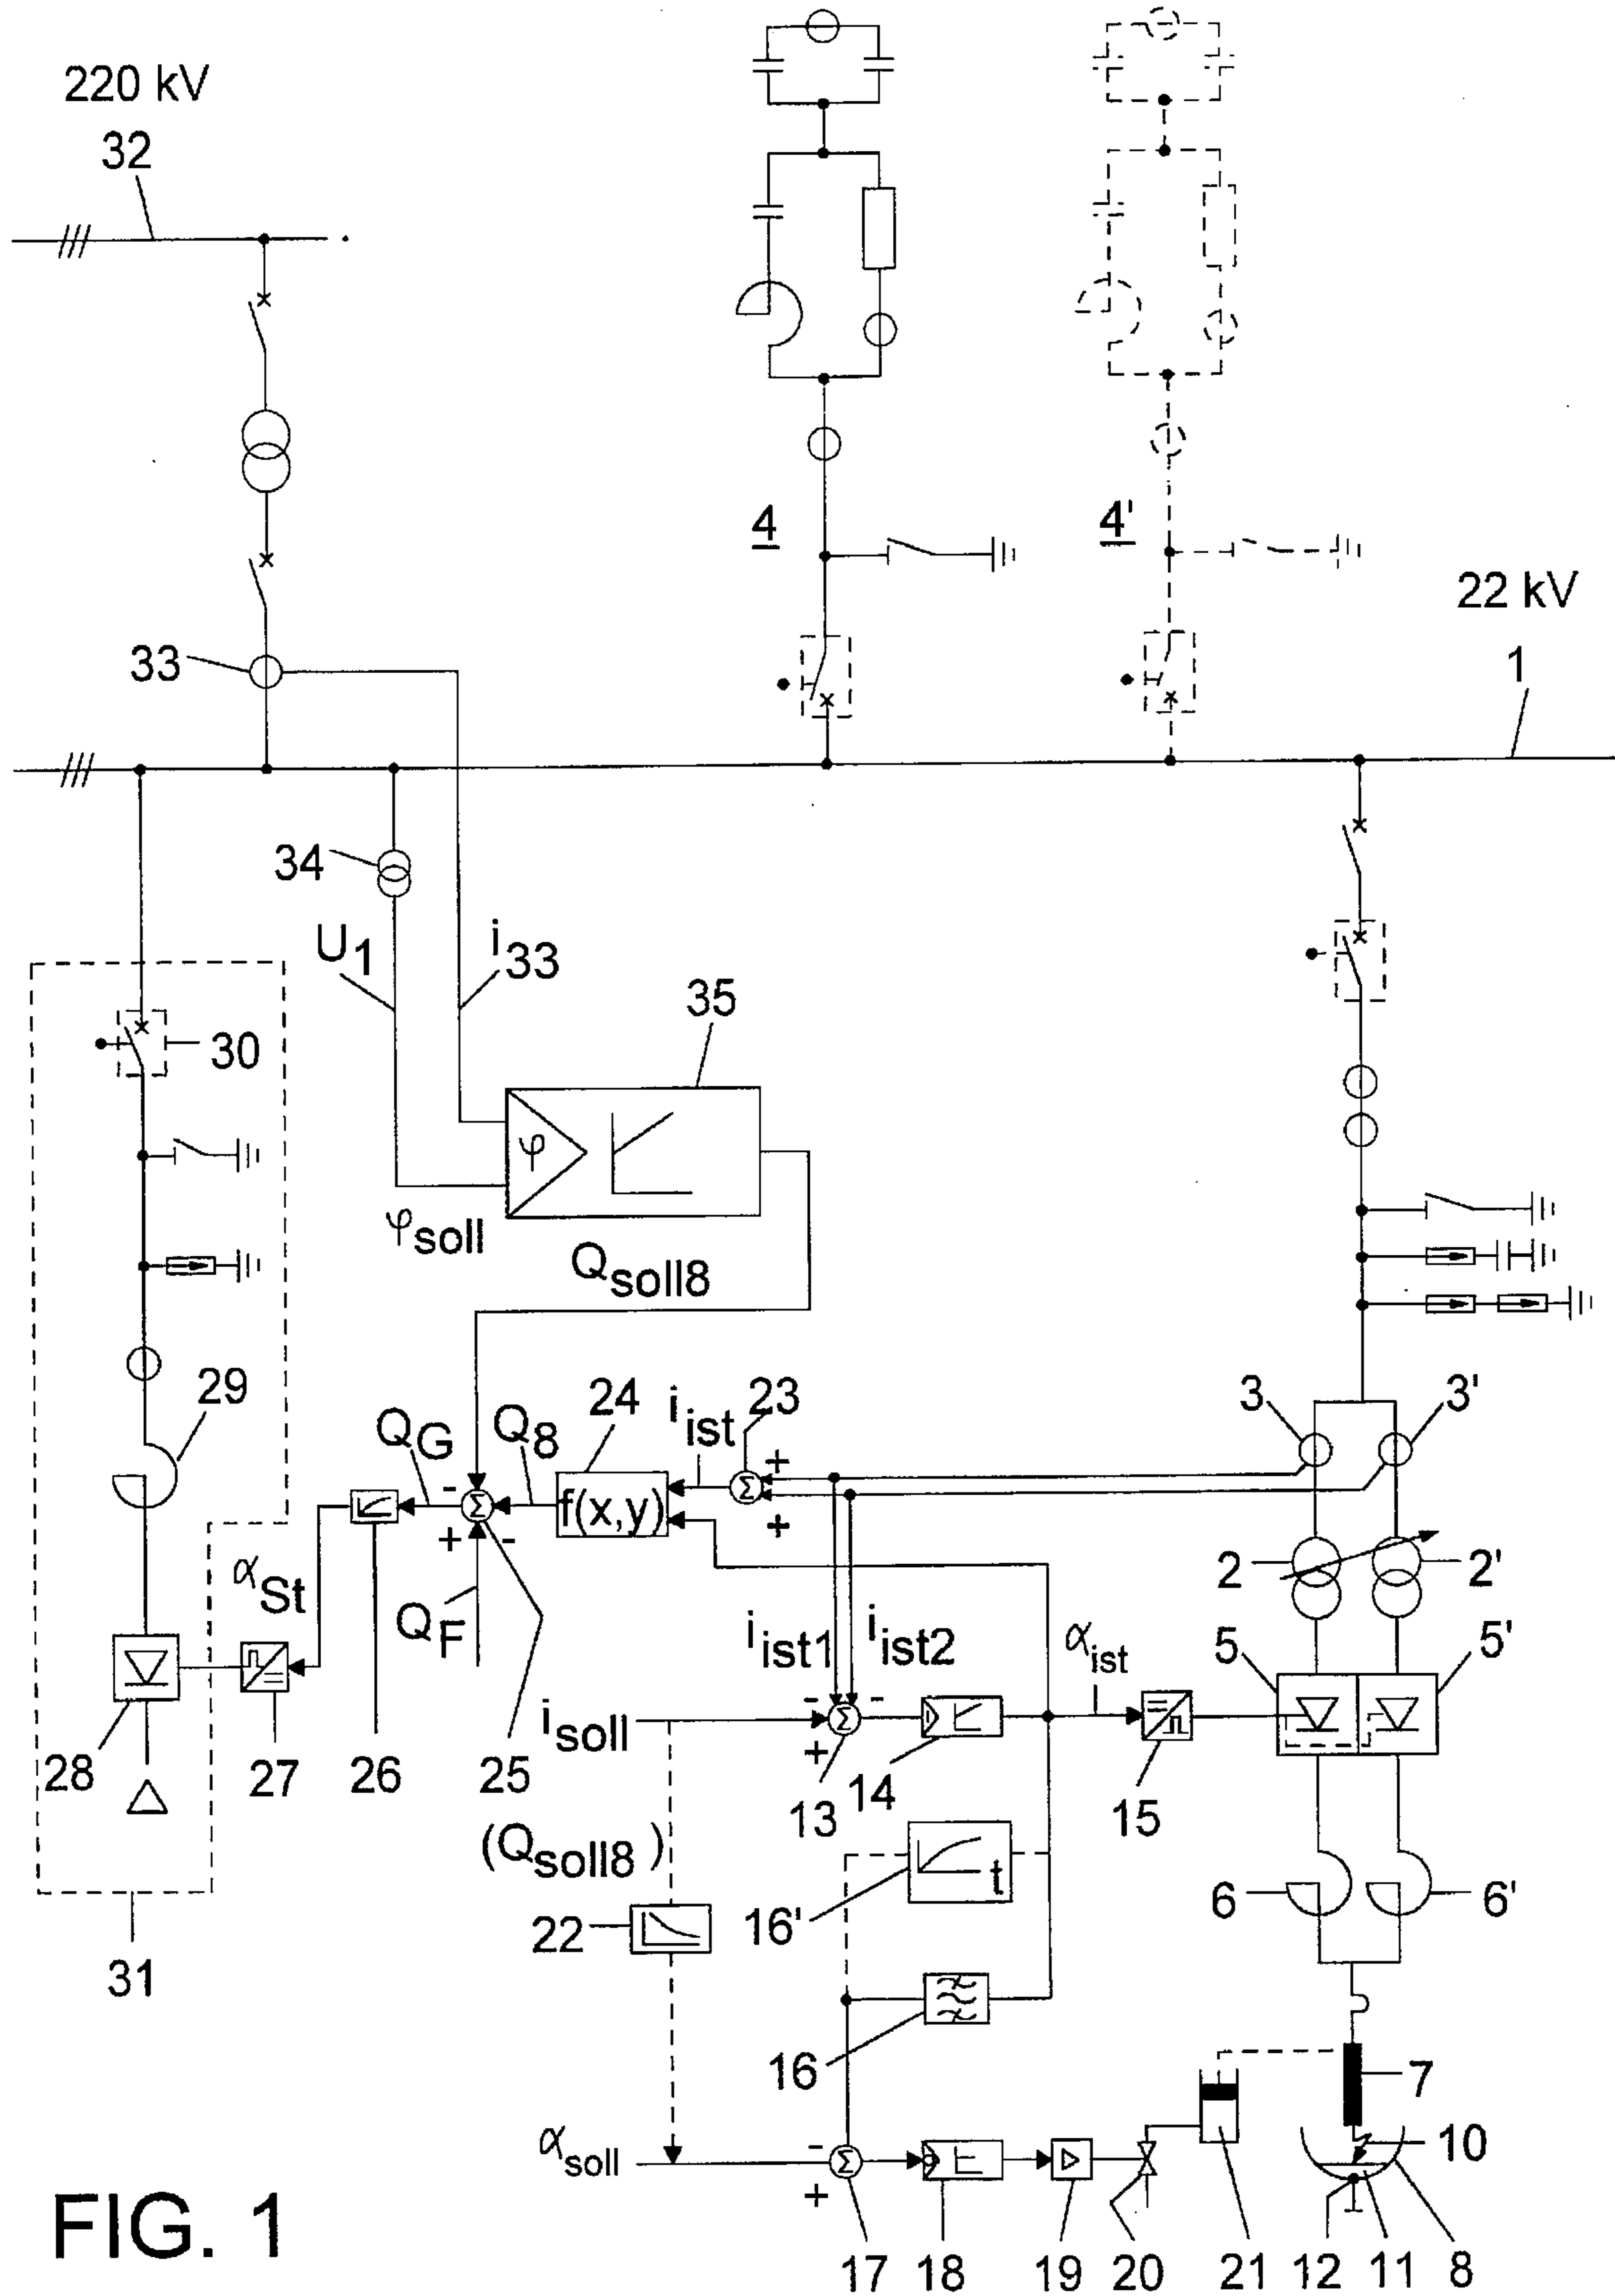 220 kV
32
4
4'
22 kV
1
33
34
U1
i33
35
30
φ
φsoll
Qsoll8
29
3
3'
24
iist
23
QG
Q8
f(x,y)
Σ
+
+
-
Σ
+
-
αSt
QF
2
2'
iist1
iist2
αist
5
5'
isoll
-
Σ
-
+
28
27
26
25
13
14
15
(Qsoll8)
t
16'
6
6'
22
31
16
7
αsoll
-
Σ
+
10
FIG. 1
17
18
19
20
21
12
11
8